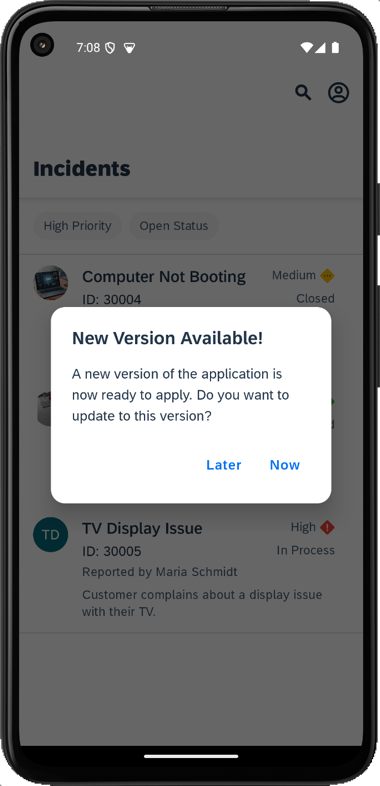 7:08
Incidents
High Priority
Open Status
Computer Not Booting
Medium
ID: 30004
Closed
New Version Available!
A new version of the application is
now ready to apply. Do you want to
update to this version?
Later
Now
TD
TV Display Issue
High
ID: 30005
In Process
Reported by Maria Schmidt
Customer complains about a display issue
with their TV.